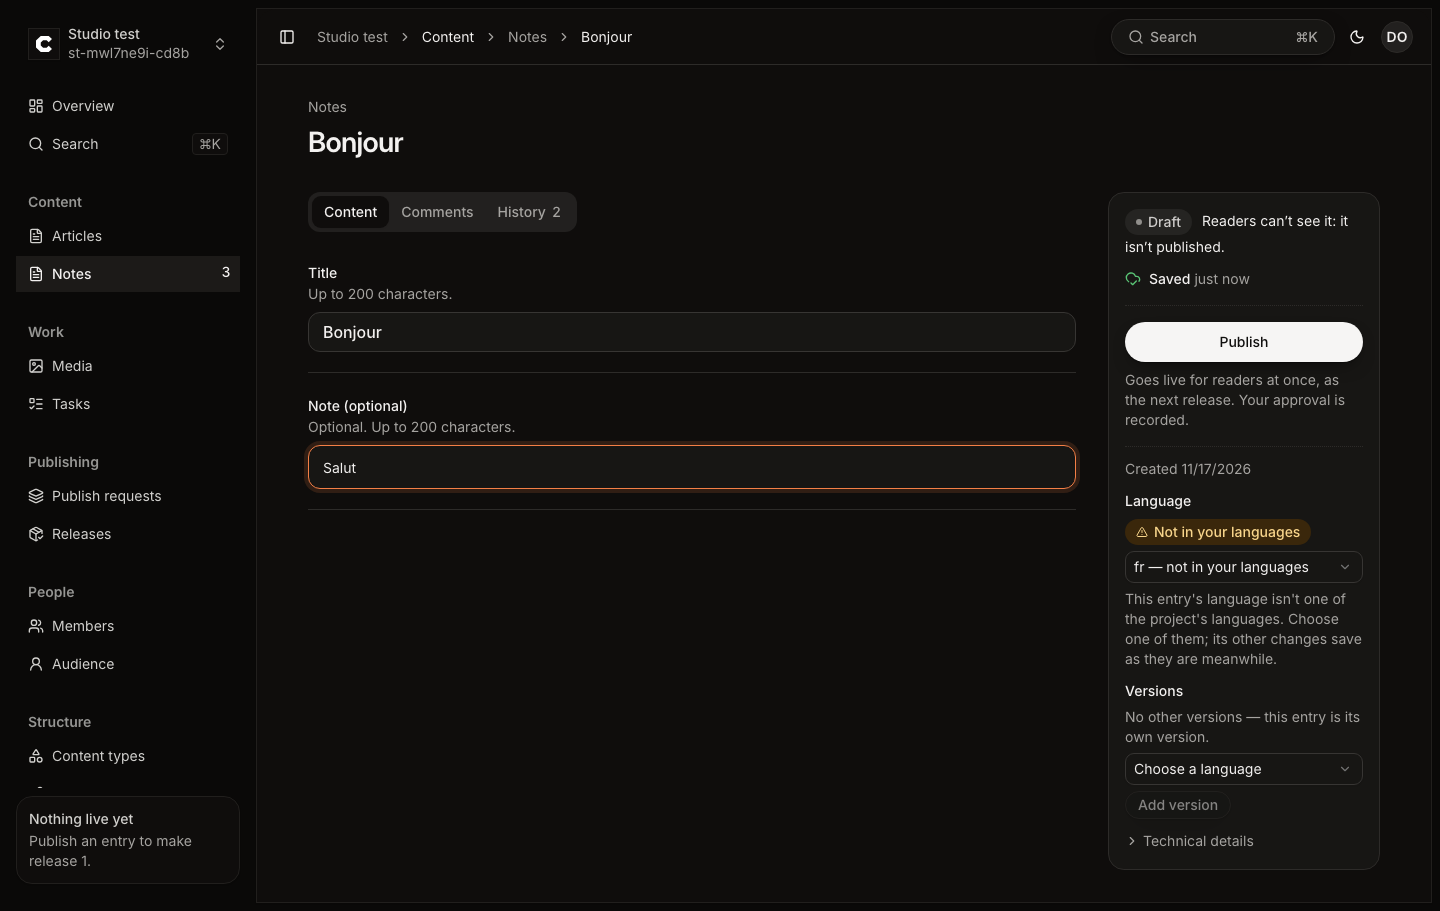 Studio test
st-mwl7ne9i-cd8b
Overview
Search ⌘K
Content
Articles
Notes 3
Work
Media
Tasks
Publishing
Publish requests
Releases
People
Members
Audience
Structure
Content types
Nothing live yet
Publish an entry to make
release 1.
Studio test > Content > Notes > Bonjour
Search ⌘K
DO
Notes
Bonjour
Content Comments History 2
Title
Up to 200 characters.
Bonjour
Note (optional)
Optional. Up to 200 characters.
Salut
Draft Readers can’t see it: it
isn’t published.
Saved just now
Publish
Goes live for readers at once, as
the next release. Your approval is
recorded.
Created 11/17/2026
Language
Not in your languages
fr — not in your languages
This entry's language isn't one of
the project's languages. Choose
one of them; its other changes save
as they are meanwhile.
Versions
No other versions — this entry is its
own version.
Choose a language
Add version
Technical details